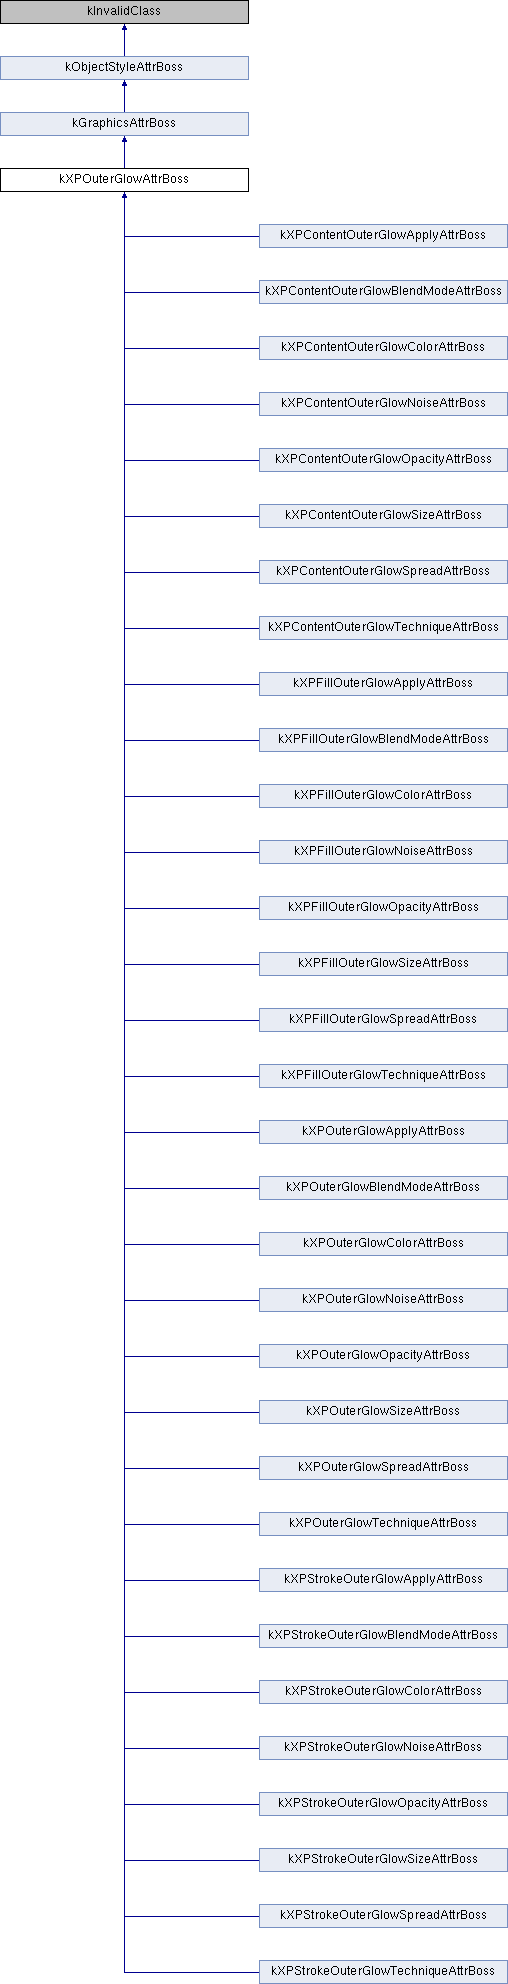 kInvalidClass
kObjectStyleAttrBoss
kGraphicsAttrBoss
kXPOuterGlowAttrBoss
kXPContentOuterGlowApplyAttrBoss
kXPContentOuterGlowBlendModeAttrBoss
kXPContentOuterGlowColorAttrBoss
kXPContentOuterGlowNoiseAttrBoss
kXPContentOuterGlowOpacityAttrBoss
kXPContentOuterGlowSizeAttrBoss
kXPContentOuterGlowSpreadAttrBoss
kXPContentOuterGlowTechniqueAttrBoss
kXPFillOuterGlowApplyAttrBoss
kXPFillOuterGlowBlendModeAttrBoss
kXPFillOuterGlowColorAttrBoss
kXPFillOuterGlowNoiseAttrBoss
kXPFillOuterGlowOpacityAttrBoss
kXPFillOuterGlowSizeAttrBoss
kXPFillOuterGlowSpreadAttrBoss
kXPFillOuterGlowTechniqueAttrBoss
kXPOuterGlowApplyAttrBoss
kXPOuterGlowBlendModeAttrBoss
kXPOuterGlowColorAttrBoss
kXPOuterGlowNoiseAttrBoss
kXPOuterGlowOpacityAttrBoss
kXPOuterGlowSizeAttrBoss
kXPOuterGlowSpreadAttrBoss
kXPOuterGlowTechniqueAttrBoss
kXPStrokeOuterGlowApplyAttrBoss
kXPStrokeOuterGlowBlendModeAttrBoss
kXPStrokeOuterGlowColorAttrBoss
kXPStrokeOuterGlowNoiseAttrBoss
kXPStrokeOuterGlowOpacityAttrBoss
kXPStrokeOuterGlowSizeAttrBoss
kXPStrokeOuterGlowSpreadAttrBoss
kXPStrokeOuterGlowTechniqueAttrBoss